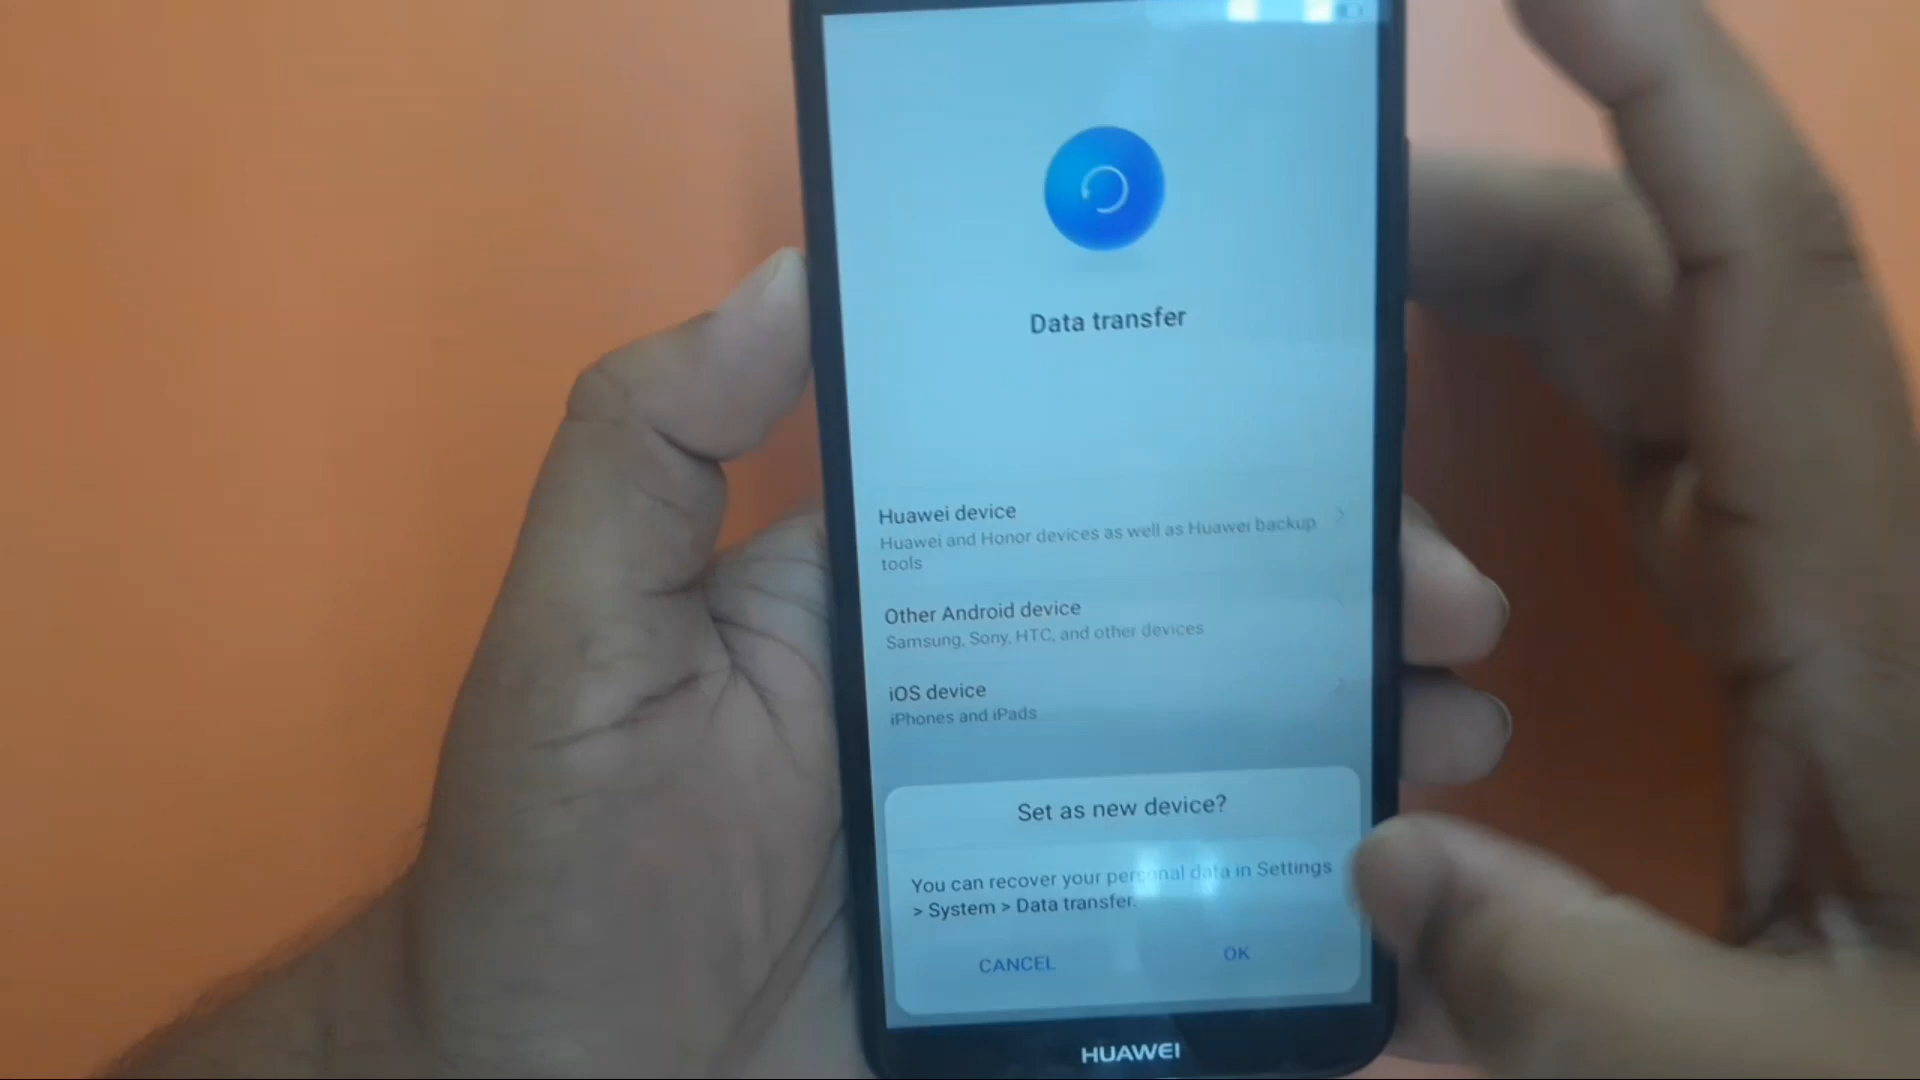 Data transfer
Huawei device
Huawei and Honor devices as well as Huawei backup
tools
Other Android device
Samsung, Sony, HTC, and other devices
iOS device
iPhones and iPads
Set as new device?
You can recover your personal data in Settings
> System > Data transfer.
CANCEL
OK
HUAWEI